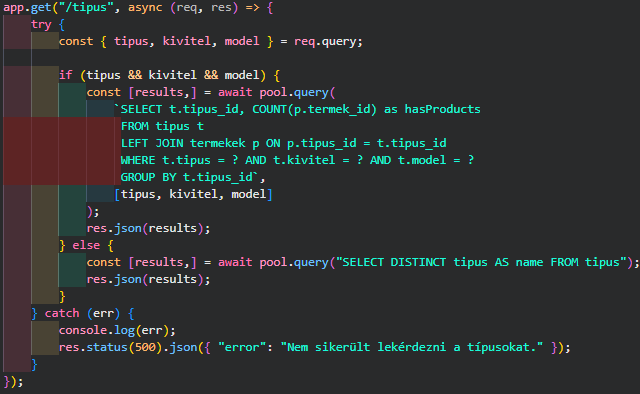 app.get("/tipus", async (req, res) => {
    try {
        const { tipus, kivitel, model } = req.query;

        if (tipus && kivitel && model) {
            const [results,] = await pool.query(
                `SELECT t.tipus_id, COUNT(p.termek_id) as hasProducts
                 FROM tipus t
                 LEFT JOIN termekek p ON p.tipus_id = t.tipus_id
                 WHERE t.tipus = ? AND t.kivitel = ? AND t.model = ?
                 GROUP BY t.tipus_id`,
                [tipus, kivitel, model]
            );
            res.json(results);
        } else {
            const [results,] = await pool.query("SELECT DISTINCT tipus AS name FROM tipus");
            res.json(results);
        }
    } catch (err) {
        console.log(err);
        res.status(500).json({ "error": "Nem sikerült lekérdezni a típusokat." });
    }
});